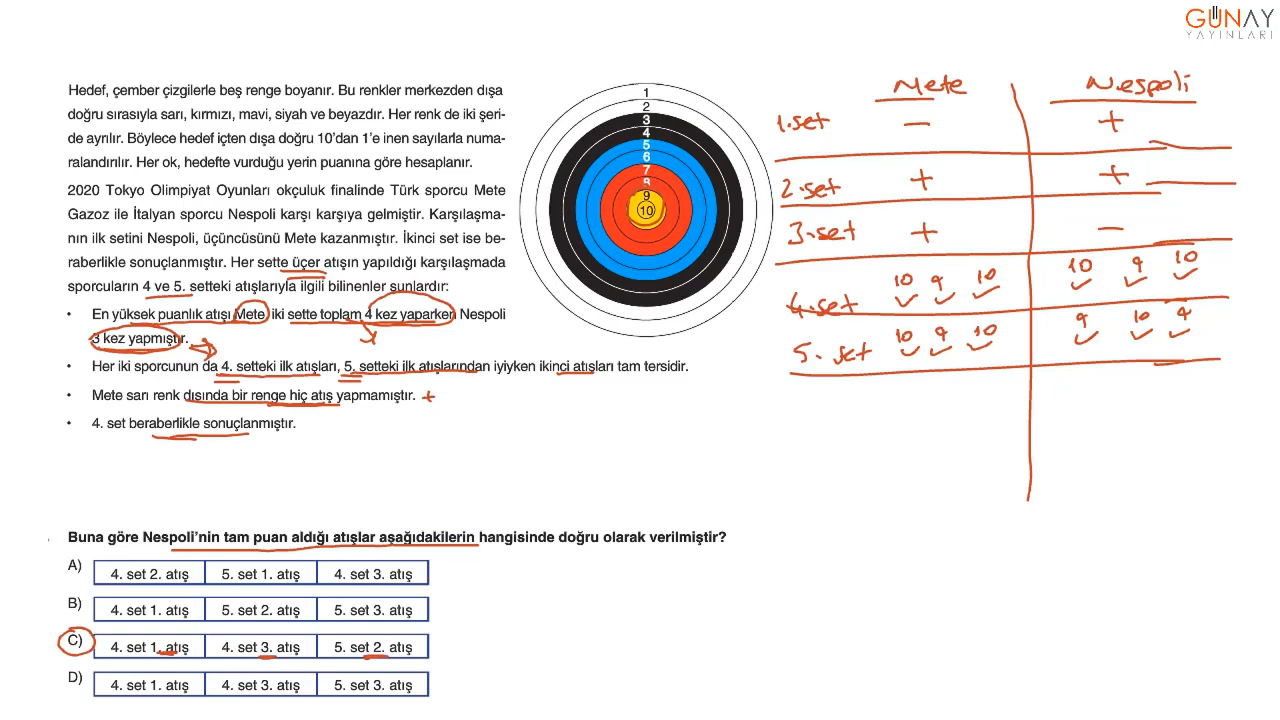 GÜNAY
YAYINLARI
Hedef, çember çizgilerle beş renge boyanır. Bu renkler merkezden dışa
doğru sırasıyla sarı, kırmızı, mavi, siyah ve beyazdır. Her renk de iki şeri-
de ayrılır. Böylece hedef içten dışa doğru 10'dan 1'e inen sayılarla numa-
ralandırılır. Her ok, hedefte vurduğu yerin puanına göre hesaplanır.
2020 Tokyo Olimpiyat Oyunları okçuluk finalinde Türk sporcu Mete
Gazoz ile İtalyan sporcu Nespoli karşı karşıya gelmiştir. Karşılaşma-
nın ilk setini Nespoli, üçüncüsünü Mete kazanmıştır. İkinci set ise be-
raberlikle sonuçlanmıştır. Her sette üçer atışın yapıldığı karşılaşmada
sporcuların 4 ve 5. setteki atışlarıyla ilgili bilinenler şunlardır:
• En yüksek puanlık atışı Mete iki sette toplam 4 kez yaparken Nespoli
3 kez yapmıştır.
• Her iki sporcunun da 4. setteki ilk atışları, 5. setteki ilk atışlarından iyiyken ikinci atışları tam tersidir.
• Mete sarı renk dışında bir renge hiç atış yapmamıştır. +
• 4. set beraberlikle sonuçlanmıştır.
1
2
3
4
5
6
7
8
9
10
Mete Nespoli
1.set − +
2.set + +
3.set + −
10 9 10 10 9 10
4.set
10 9 10 9 10 9
5. set
Buna göre Nespoli'nin tam puan aldığı atışlar aşağıdakilerin hangisinde doğru olarak verilmiştir?
A) 4. set 2. atış 5. set 1. atış 4. set 3. atış
B) 4. set 1. atış 5. set 2. atış 5. set 3. atış
C) 4. set 1. atış 4. set 3. atış 5. set 2. atış
D) 4. set 1. atış 4. set 3. atış 5. set 3. atış